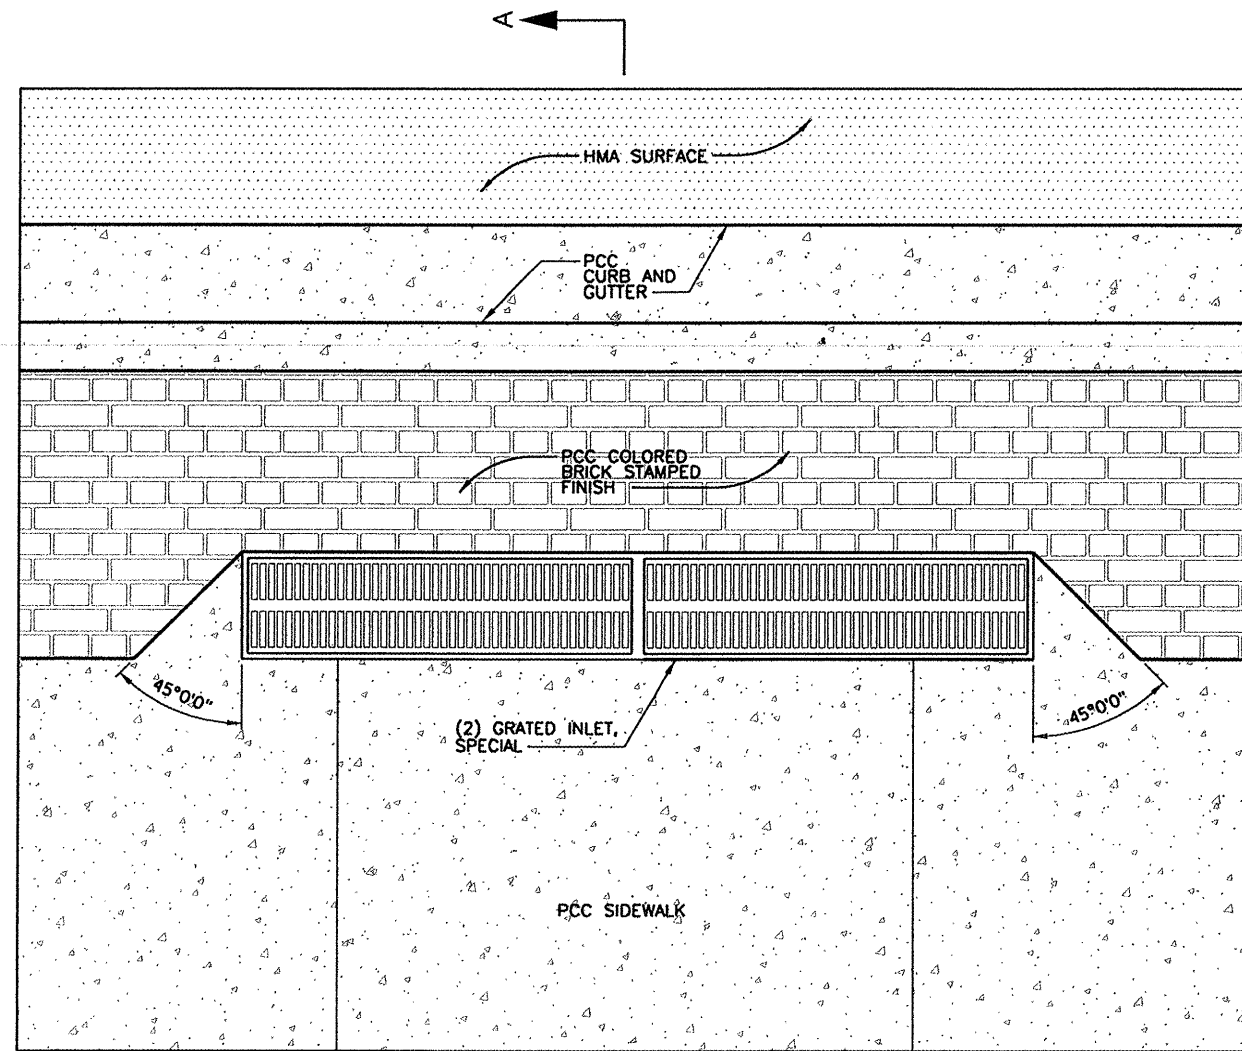 A
HMA SURFACE
PCC
CURB AND
GUTTER
PCC COLORED
BRICK STAMPED
FINISH
45°0'0"
45°0'0"
(2) GRATED INLET,
SPECIAL
PCC SIDEWALK